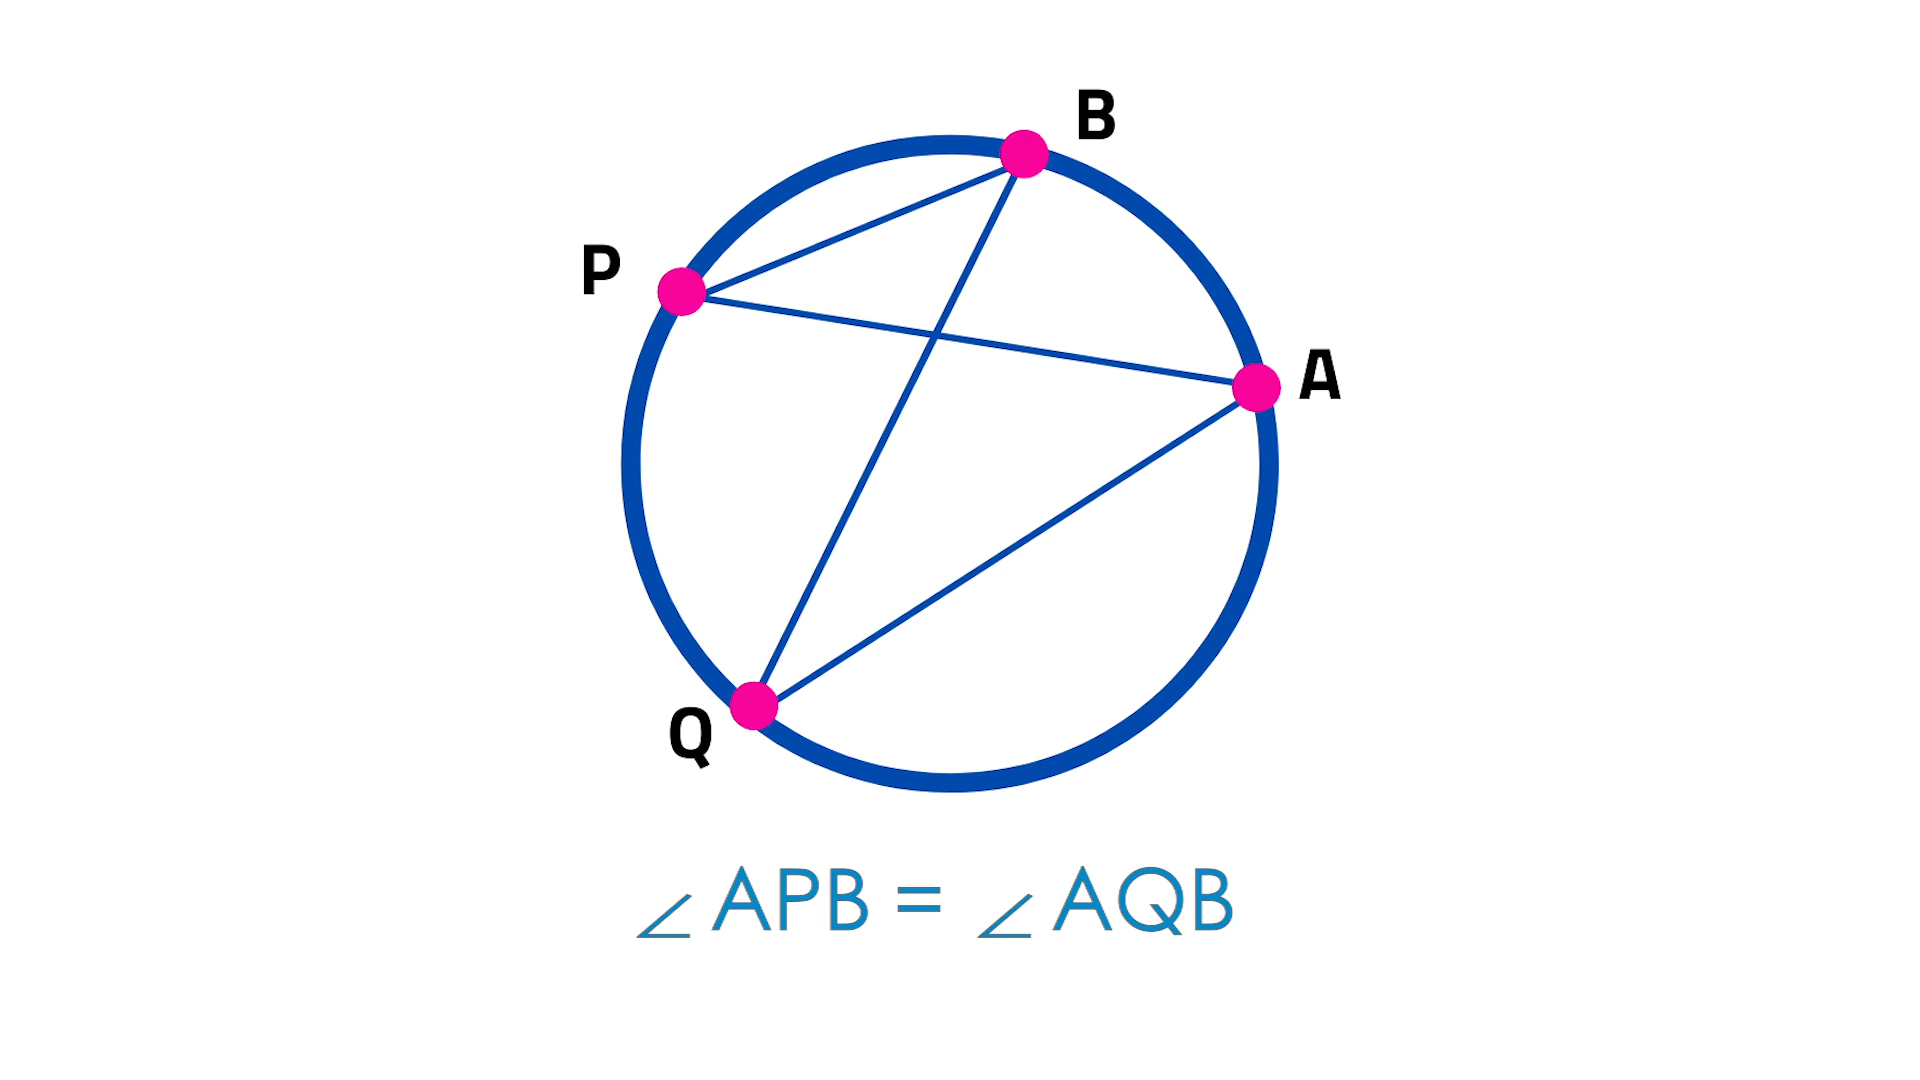 B
P
A
Q
∠APB = ∠AQB